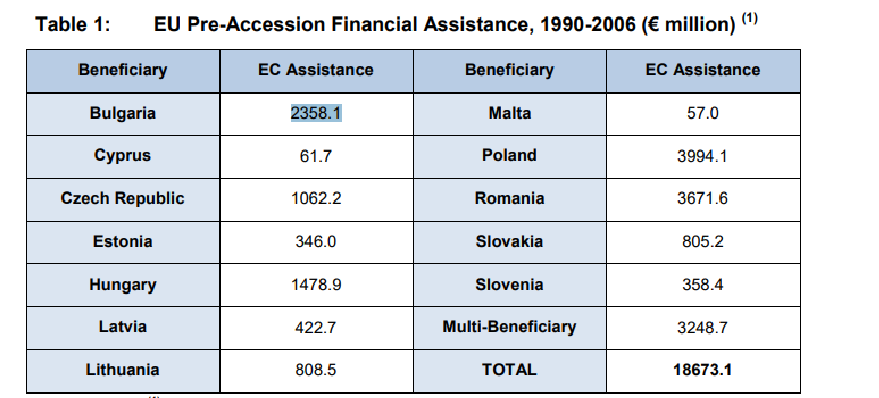 Table 1: EU Pre-Accession Financial Assistance, 1990-2006 (€ million) (1)
Beneficiary EC Assistance Beneficiary EC Assistance
Bulgaria 2358.1 Malta 57.0
Cyprus 61.7 Poland 3994.1
Czech Republic 1062.2 Romania 3671.6
Estonia 346.0 Slovakia 805.2
Hungary 1478.9 Slovenia 358.4
Latvia 422.7 Multi-Beneficiary 3248.7
Lithuania 808.5 TOTAL 18673.1